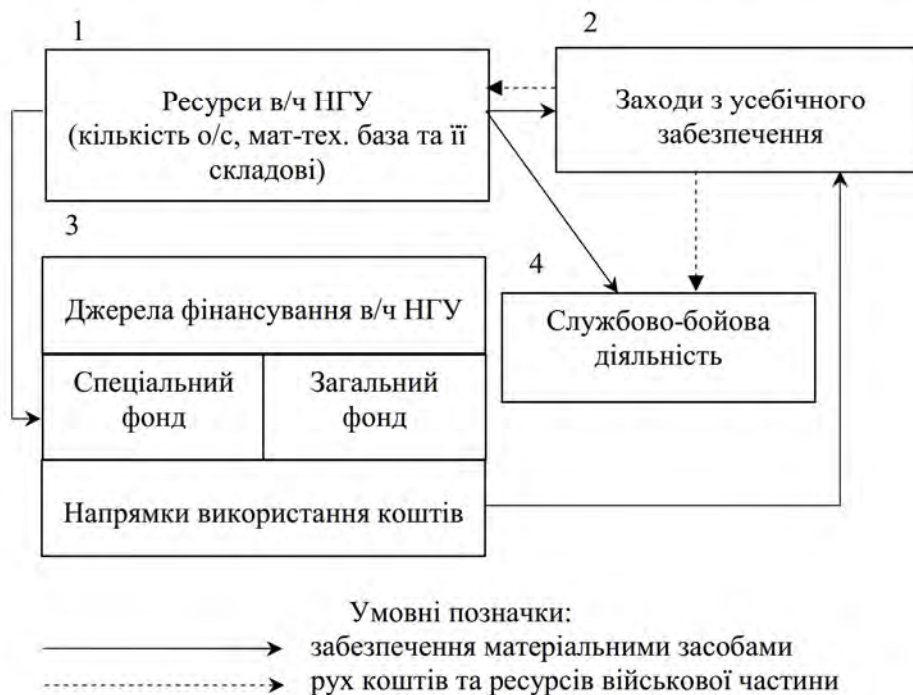 1
Ресурси в/ч НГУ
(кількість о/с, мат-тех. база та її
складові)
2
Заходи з усебічного
забезпечення
3
Джерела фінансування в/ч НГУ
Спеціальний
фонд
Загальний
фонд
Напрямки використання коштів
4
Службово-бойова
діяльність
Умовні позначки:
забезпечення матеріальними засобами
рух коштів та ресурсів військової частини